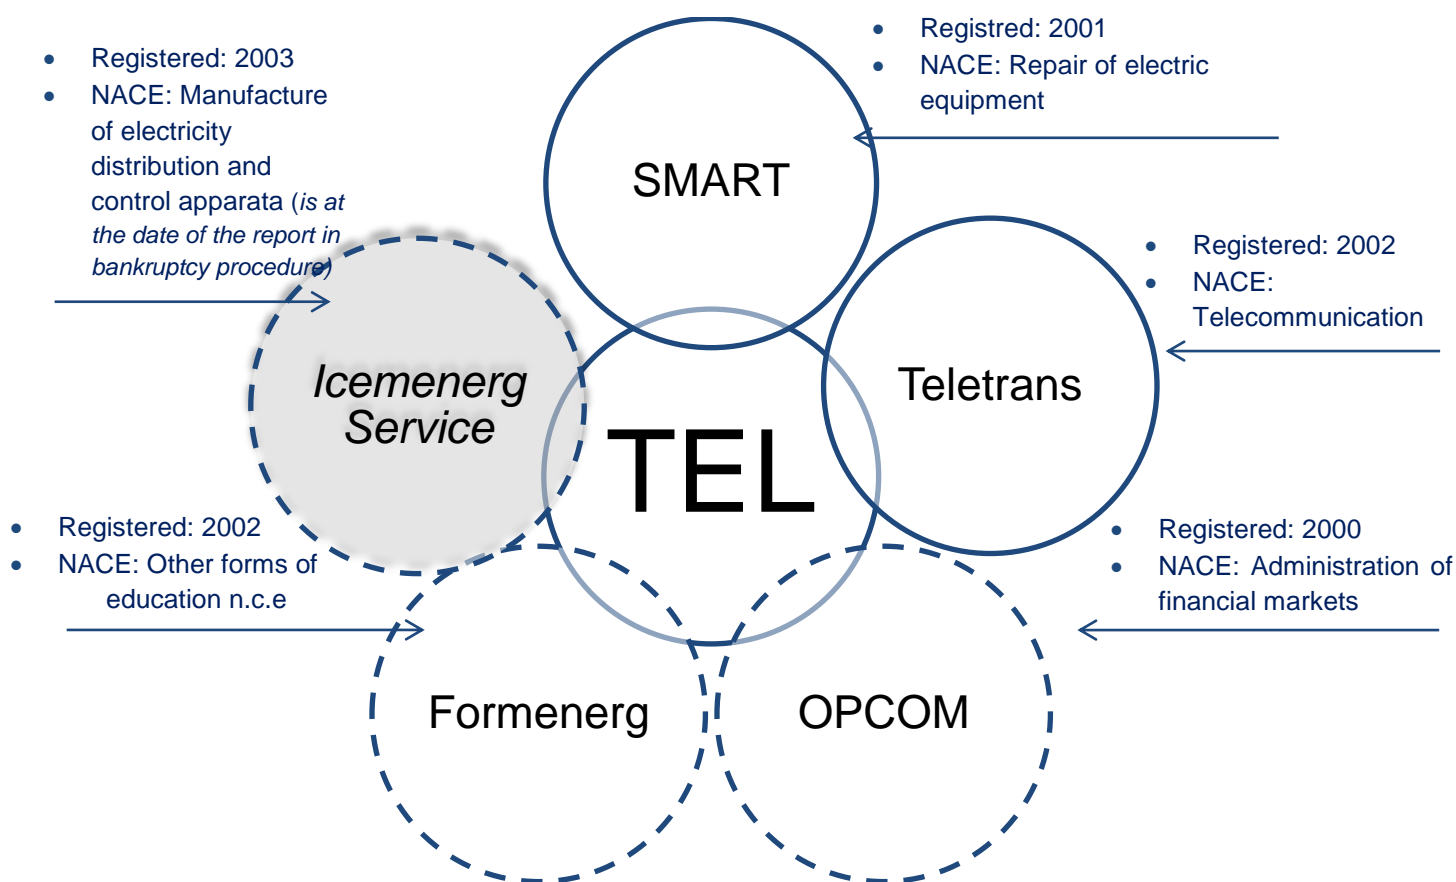 • Registered: 2003
• NACE: Manufacture
of electricity
distribution and
control apparata (is at
the date of the report in
bankruptcy procedure)
• Registred: 2001
• NACE: Repair of electric
equipment
SMART
• Registered: 2002
• NACE:
Telecommunication
Icemenerg
Service
Teletrans
TEL
• Registered: 2002
• NACE: Other forms of
education n.c.e
• Registered: 2000
• NACE: Administration of
financial markets
Formenerg
OPCOM